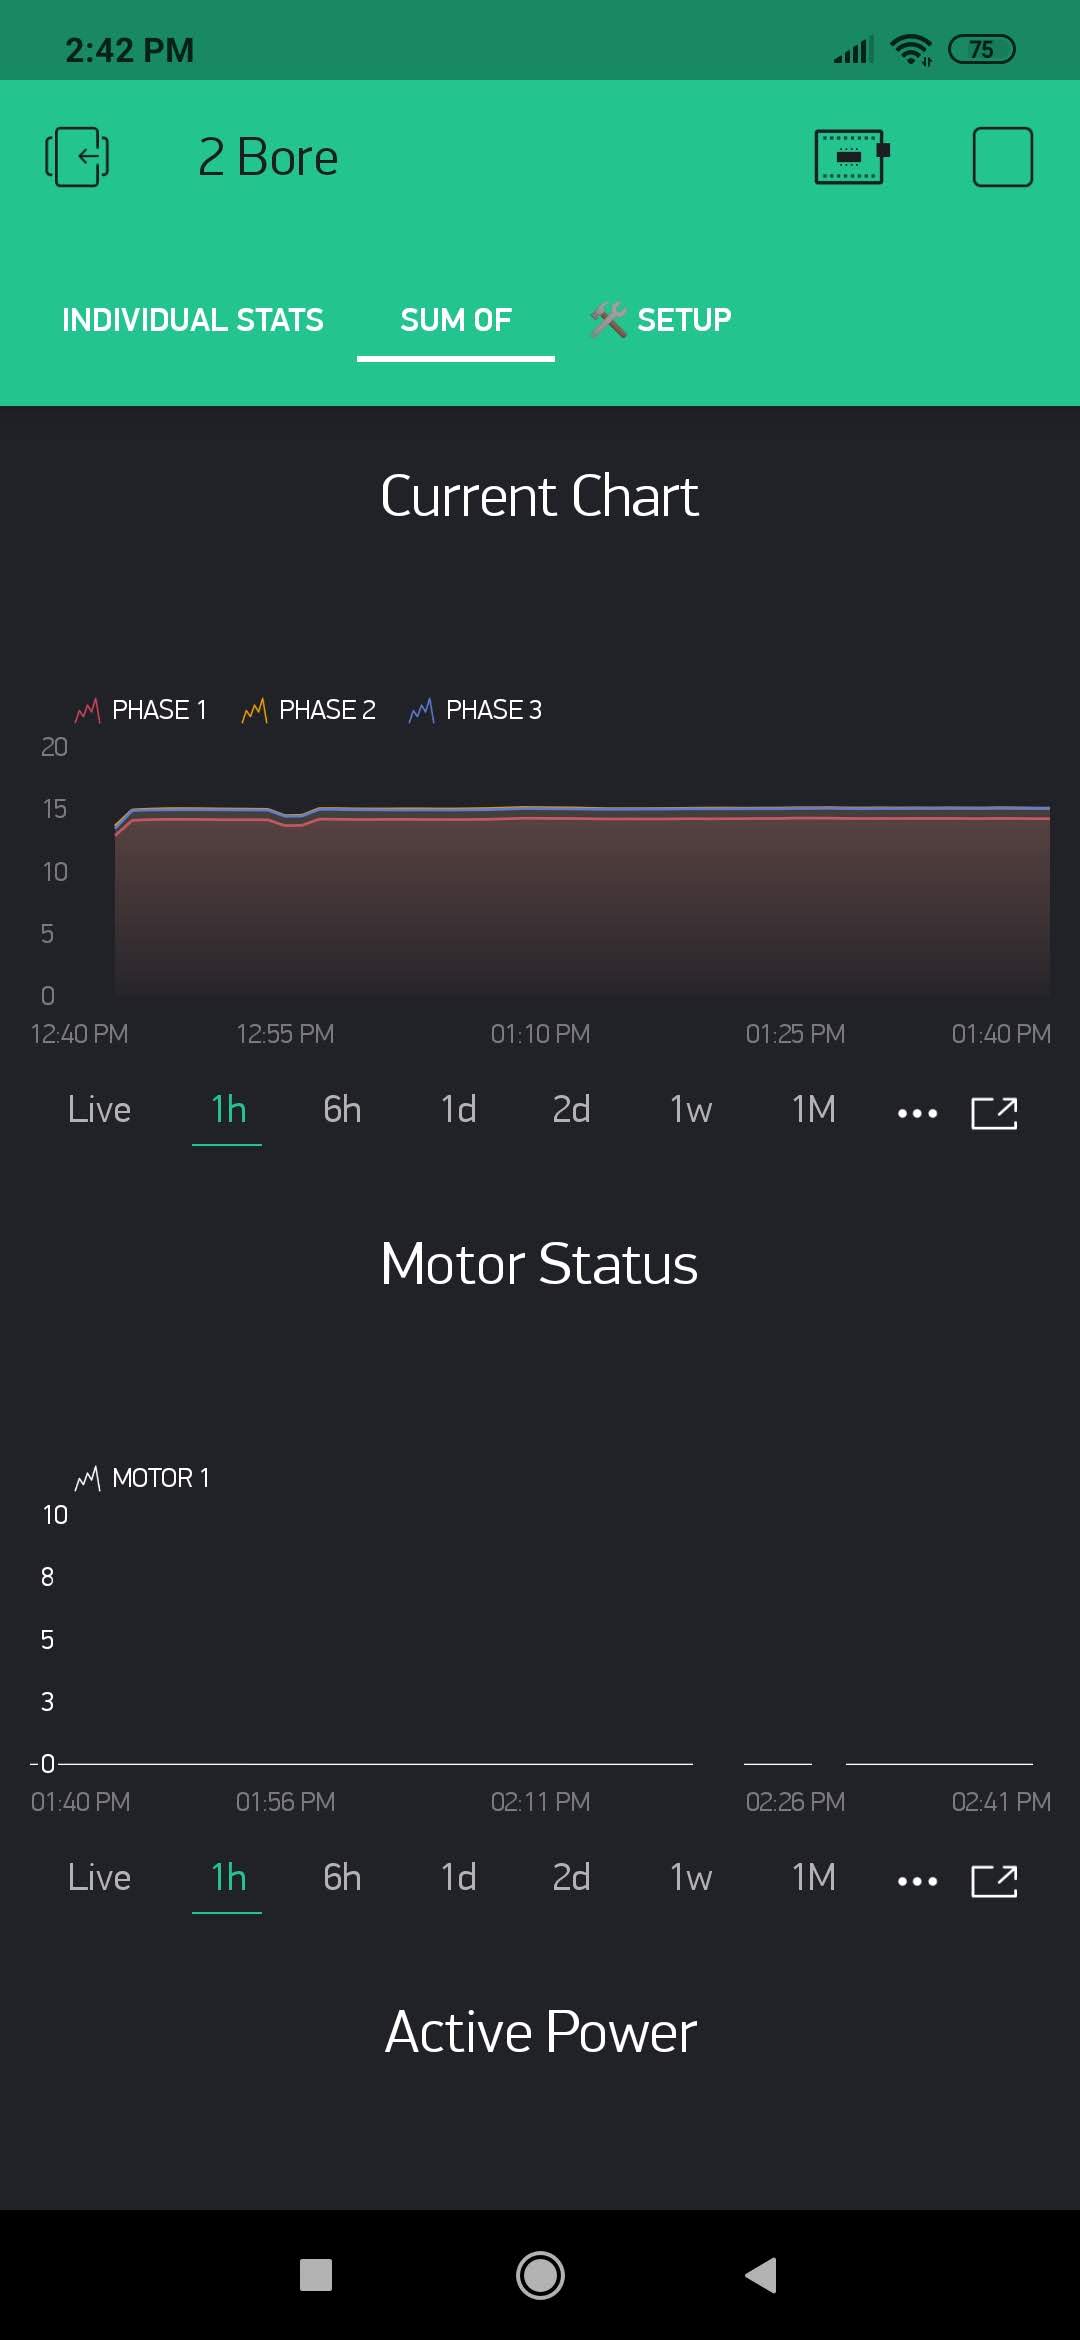 2:42 PM 75
2 Bore
INDIVIDUAL STATS SUM OF 🛠 SETUP
Current Chart
PHASE 1 PHASE 2 PHASE 3
20
15
10
5
0
12:40 PM 12:55 PM 01:10 PM 01:25 PM 01:40 PM
Live 1h 6h 1d 2d 1w 1M
Motor Status
MOTOR 1
10
8
5
3
0
01:40 PM 01:56 PM 02:11 PM 02:26 PM 02:41 PM
Live 1h 6h 1d 2d 1w 1M
Active Power